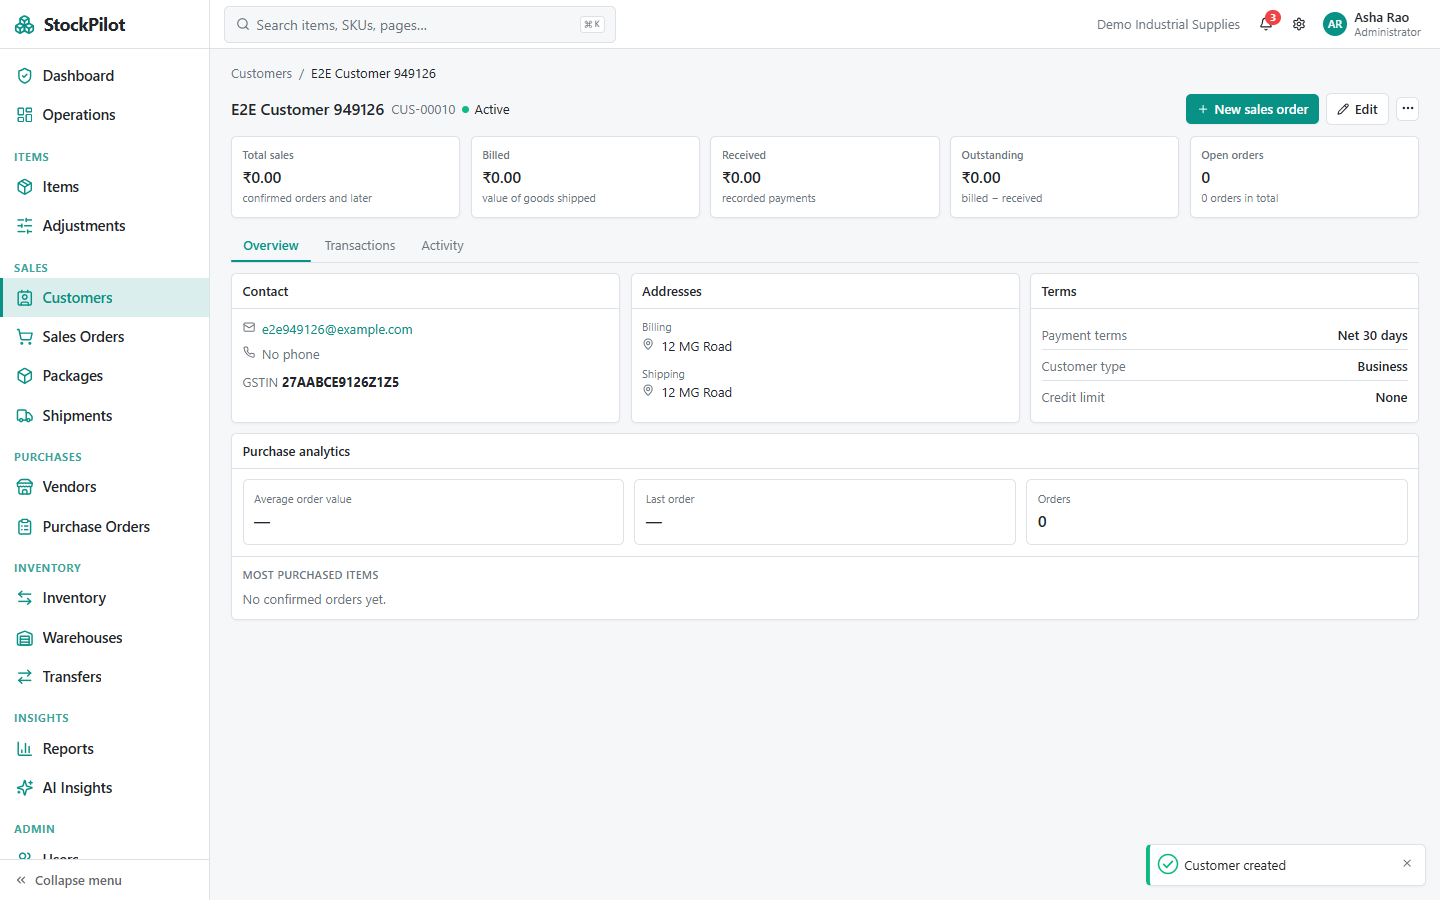 StockPilot
Search items, SKUs, pages...
⌘K
Demo Industrial Supplies
3
AR
Asha Rao
Administrator
Dashboard
Operations
ITEMS
Items
Adjustments
SALES
Customers
Sales Orders
Packages
Shipments
PURCHASES
Vendors
Purchase Orders
INVENTORY
Inventory
Warehouses
Transfers
INSIGHTS
Reports
AI Insights
ADMIN
Users
Collapse menu
Customers / E2E Customer 949126
E2E Customer 949126 CUS-00010 Active
+ New sales order
Edit
Total sales
₹0.00
confirmed orders and later
Billed
₹0.00
value of goods shipped
Received
₹0.00
recorded payments
Outstanding
₹0.00
billed − received
Open orders
0
0 orders in total
Overview
Transactions
Activity
Contact
e2e949126@example.com
No phone
GSTIN 27AABCE9126Z1Z5
Addresses
Billing
12 MG Road
Shipping
12 MG Road
Terms
Payment terms Net 30 days
Customer type Business
Credit limit None
Purchase analytics
Average order value
—
Last order
—
Orders
0
MOST PURCHASED ITEMS
No confirmed orders yet.
Customer created